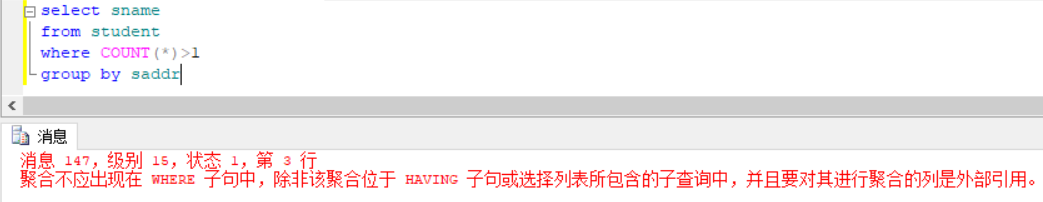 select sname
from student
where COUNT(*)>1
group by saddr
消息
消息 147，级别 15，状态 1，第 3 行
聚合不应出现在 WHERE 子句中，除非该聚合位于 HAVING 子句或选择列表所包含的子查询中，并且要对其进行聚合的列是外部引用。